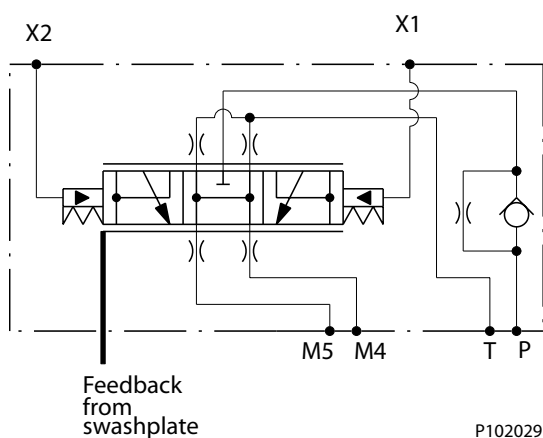 X2
X1
M5 M4
T P
Feedback
from
swashplate
P102029